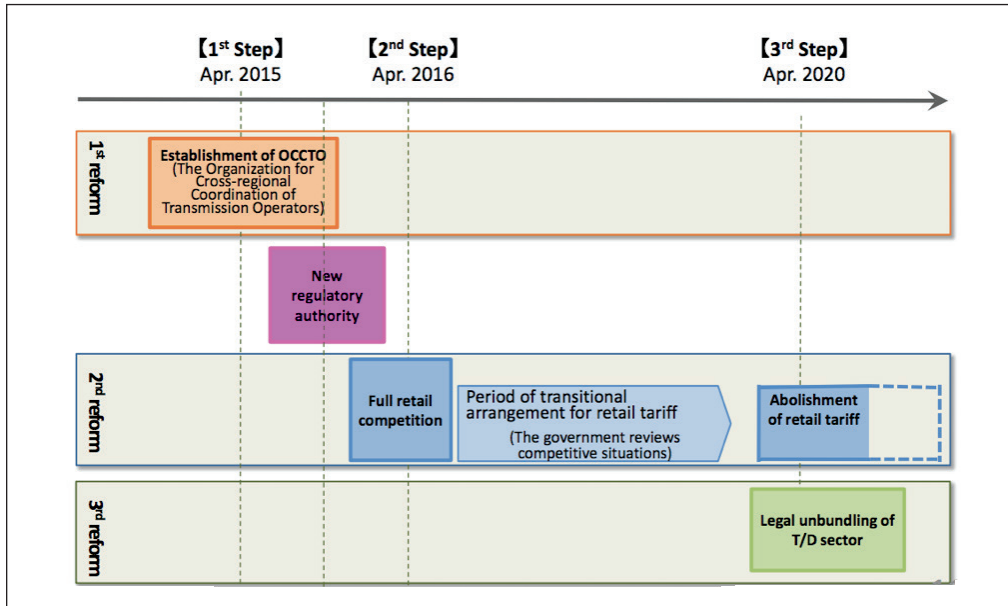 【1st Step】
Apr. 2015
【2nd Step】
Apr. 2016
【3rd Step】
Apr. 2020
1st reform
Establishment of OCCTO
(The Organization for
Cross-regional
Coordination of
Transmission Operators)
New
regulatory
authority
2nd reform
Full retail
competition
Period of transitional
arrangement for retail tariff
(The government reviews
competitive situations)
Abolishment
of retail tariff
3rd reform
Legal unbundling of
T/D sector